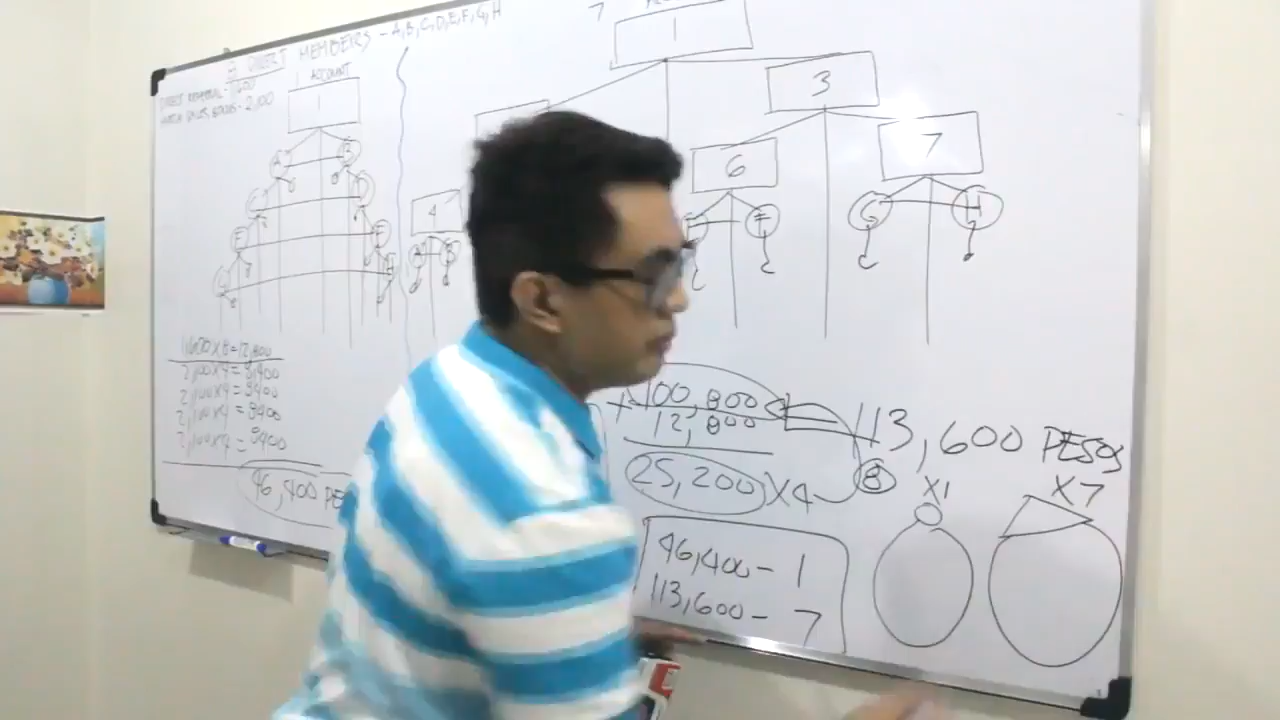 8 DIRECT MEMBERS - A, B, C, D, E, F, G, H
1 ACCOUNT
DIRECT REFERRAL - 1,600
MATCH SALES BONUS - 2,100
1
A B
C D
E F
G H
1,600 X 8 = 12,800
2,100 X 4 = 8,400
2,100 X 4 = 8,400
2,100 X 4 = 8,400
2,100 X 4 = 8,400
46,400 PE
7
1
3
4
6
7
A B
F
G H
+ 100,800
12,800
25,200 X4
8
113,600 PESOS
X1
X7
46,400 - 1
113,600 - 7